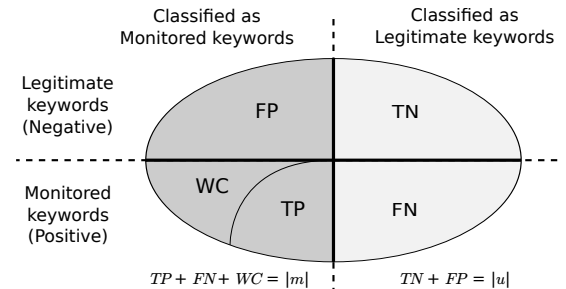 Classified as
Monitored keywords
Classified as
Legitimate keywords
Legitimate
keywords
(Negative)
FP
TN
Monitored
keywords
(Positive)
WC
TP
FN
TP + FN + WC = |m|
TN + FP = |u|